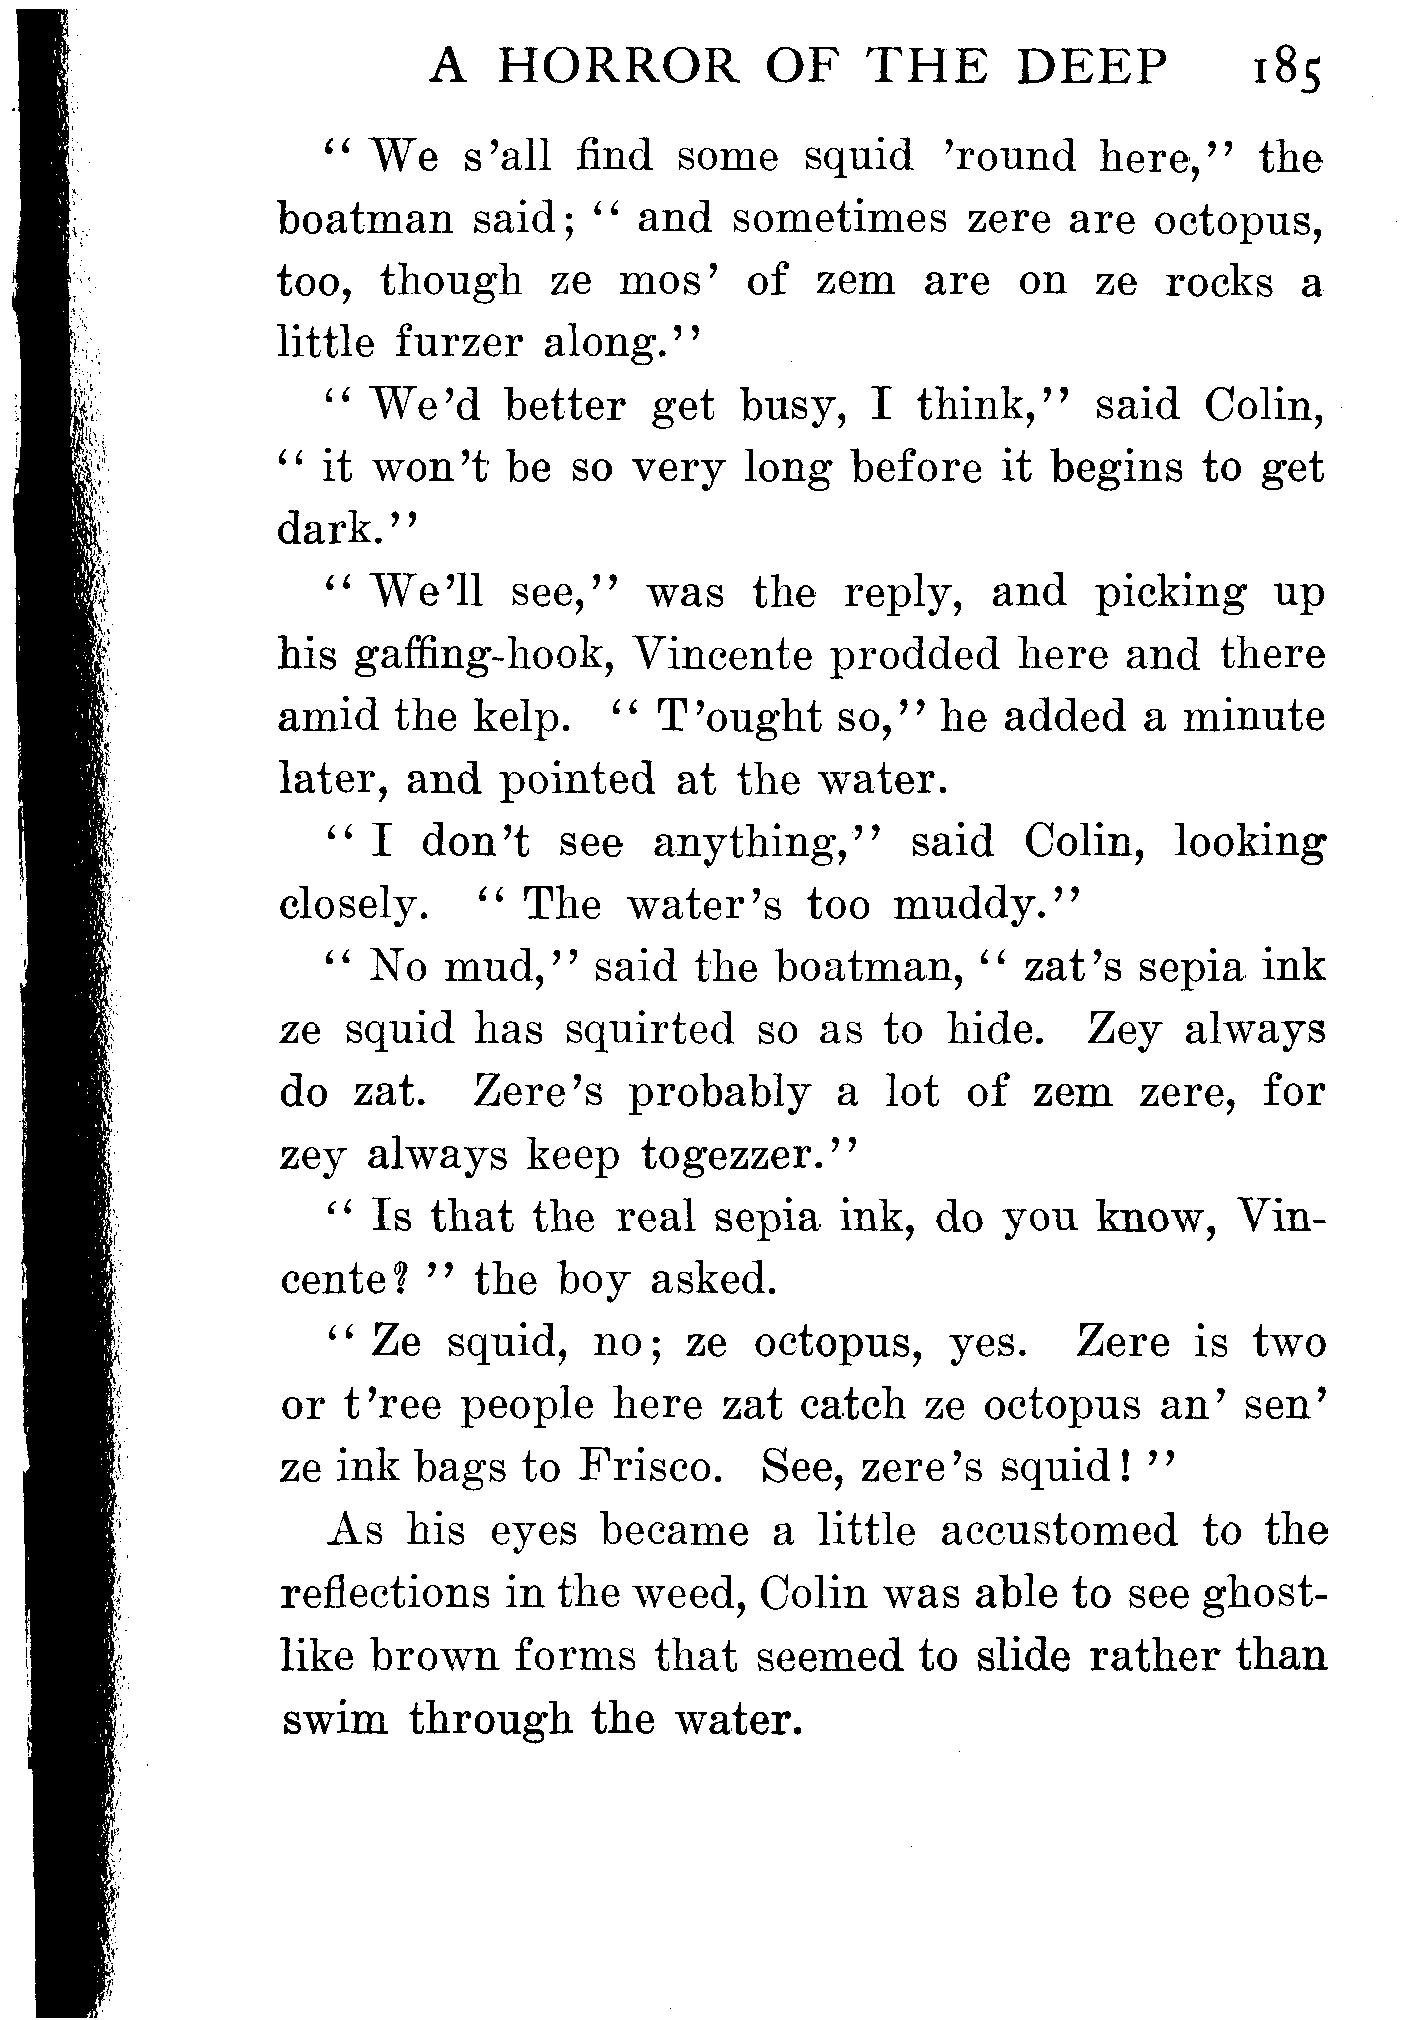 A HORROR OF THE DEEP 185
“ We s’all find some squid ’round here,” the
boatman said; “ and sometimes zere are octopus,
too, though ze mos’ of zem are on ze rocks a
little furzer along.”
“ We’d better get busy, I think,” said Colin,
“ it won’t be so very long before it begins to get
dark.”
“ We’ll see,” was the reply, and picking up
his gaffing-hook, Vincente prodded here and there
amid the kelp. “ T’ought so,” he added a minute
later, and pointed at the water.
“ I don’t see anything,” said Colin, looking
closely. “ The water’s too muddy.”
“ No mud,” said the boatman, “ zat’s sepia ink
ze squid has squirted so as to hide. Zey always
do zat. Zere’s probably a lot of zem zere, for
zey always keep togezzer.”
“ Is that the real sepia ink, do you know, Vin-
cente? ” the boy asked.
“ Ze squid, no; ze octopus, yes. Zere is two
or t’ree people here zat catch ze octopus an’ sen’
ze ink bags to Frisco. See, zere’s squid! ”
As his eyes became a little accustomed to the
reflections in the weed, Colin was able to see ghost-
like brown forms that seemed to slide rather than
swim through the water.